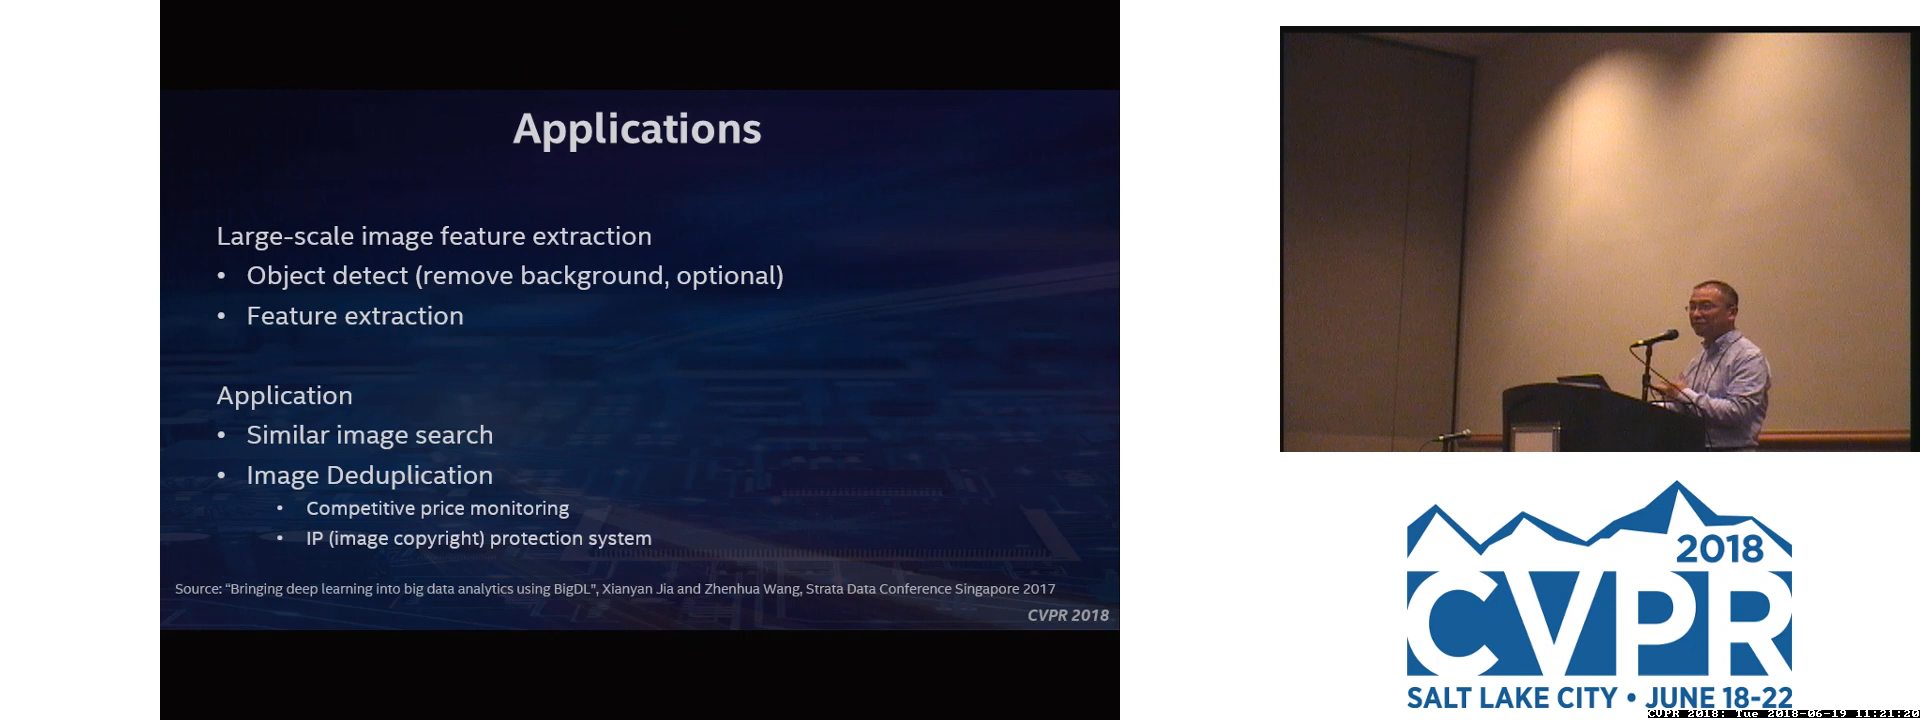 Applications
Large-scale image feature extraction
• Object detect (remove background, optional)
• Feature extraction
Application
• Similar image search
• Image Deduplication
• Competitive price monitoring
• IP (image copyright) protection system
Source: “Bringing deep learning into big data analytics using BigDL”, Xianyan Jia and Zhenhua Wang, Strata Data Conference Singapore 2017
CVPR 2018
2018
CVPR
SALT LAKE CITY • JUNE 18-22
CVPR 2018: Tue 2018-06-19 11:21:20